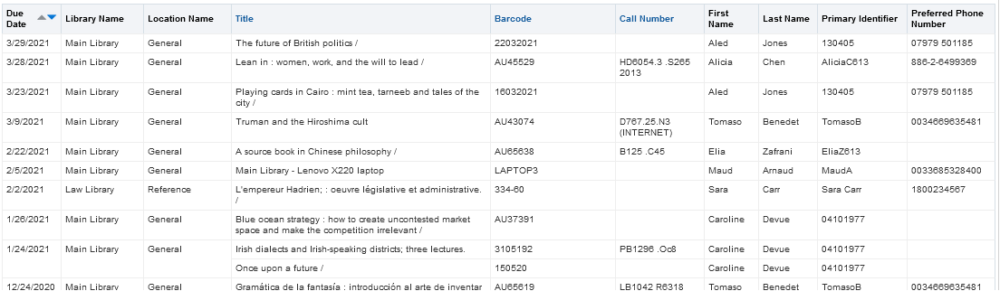 Due Date Library Name Location Name Title Barcode Call Number First Name Last Name Primary Identifier Preferred Phone Number
3/29/2021 Main Library General The future of British politics / 22032021 Aled Jones 130405 07979 501185
3/28/2021 Main Library General Lean in : women, work, and the will to lead / AU45529 HD6054.3 .S265 2013 Alicia Chen AliciaC613 886-2-6499369
3/23/2021 Main Library General Playing cards in Cairo : mint tea, tarneeb and tales of the city / 16032021 Aled Jones 130405 07979 501185
3/9/2021 Main Library General Truman and the Hiroshima cult AU43074 D767.25.N3 (INTERNET) Tomaso Benedet TomasoB 0034669635481
2/22/2021 Main Library General A source book in Chinese philosophy / AU65638 B125 .C45 Elia Zafrani EliaZ613
2/5/2021 Main Library General Main Library - Lenovo X220 laptop LAPTOP3 Maud Arnaud MaudA 0033685328400
2/2/2021 Law Library Reference L'empereur Hadrien; : oeuvre législative et administrative. / 334-60 Sara Carr Sara Carr 1800234567
1/26/2021 Main Library General Blue ocean strategy : how to create uncontested market space and make the competition irrelevant / AU37391 Caroline Devue 04101977
1/24/2021 Main Library General Irish dialects and Irish-speaking districts; three lectures. 3105192 PB1296 .Oc8 Caroline Devue 04101977
Once upon a future / 150520 Caroline Devue 04101977
12/24/2020 Main Library General Gramática de la fantasía : introducción al arte de inventar AU65619 LB1042 R6318 Tomaso Benedet TomasoB 0034669635481